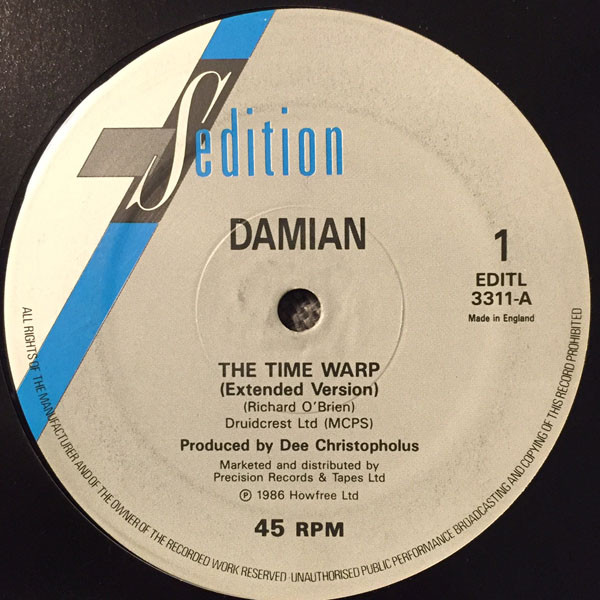 Sedition
DAMIAN
1
EDITL
3311-A
Made in England
THE TIME WARP
(Extended Version)
(Richard O'Brien)
Druidcrest Ltd (MCPS)
Produced by Dee Christopholus
Marketed and distributed by
Precision Records & Tapes Ltd
℗ 1986 Howfree Ltd
45 RPM
ALL RIGHTS OF THE MANUFACTURER AND OF THE OWNER OF THE RECORDED WORK RESERVED·UNAUTHORISED PUBLIC PERFORMANCE BROADCASTING AND COPYING OF THIS RECORD PROHIBITED